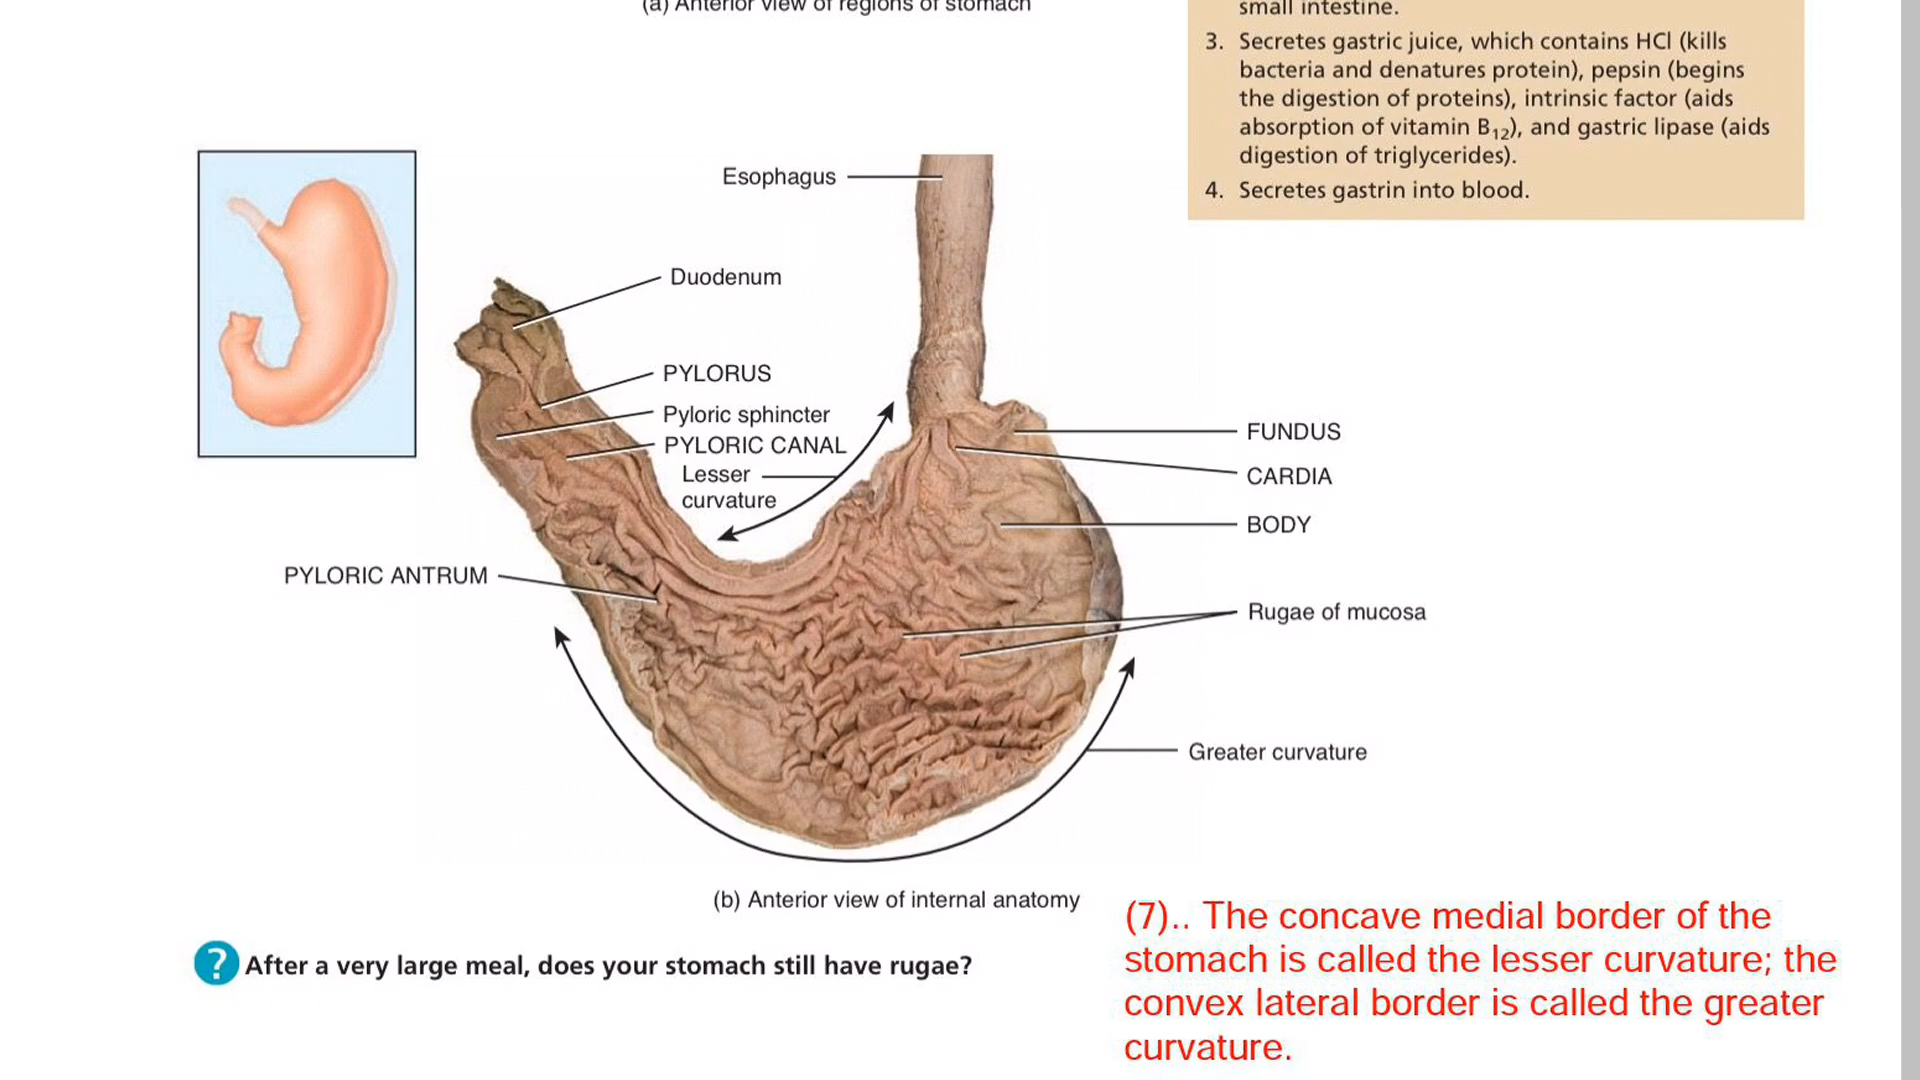 (a) Anterior view of regions of stomach
small intestine.
3. Secretes gastric juice, which contains HCl (kills
bacteria and denatures protein), pepsin (begins
the digestion of proteins), intrinsic factor (aids
absorption of vitamin B12), and gastric lipase (aids
digestion of triglycerides).
4. Secretes gastrin into blood.
Esophagus
Duodenum
PYLORUS
Pyloric sphincter
PYLORIC CANAL
Lesser
curvature
FUNDUS
CARDIA
BODY
PYLORIC ANTRUM
Rugae of mucosa
Greater curvature
(b) Anterior view of internal anatomy
? After a very large meal, does your stomach still have rugae?
(7).. The concave medial border of the
stomach is called the lesser curvature; the
convex lateral border is called the greater
curvature.